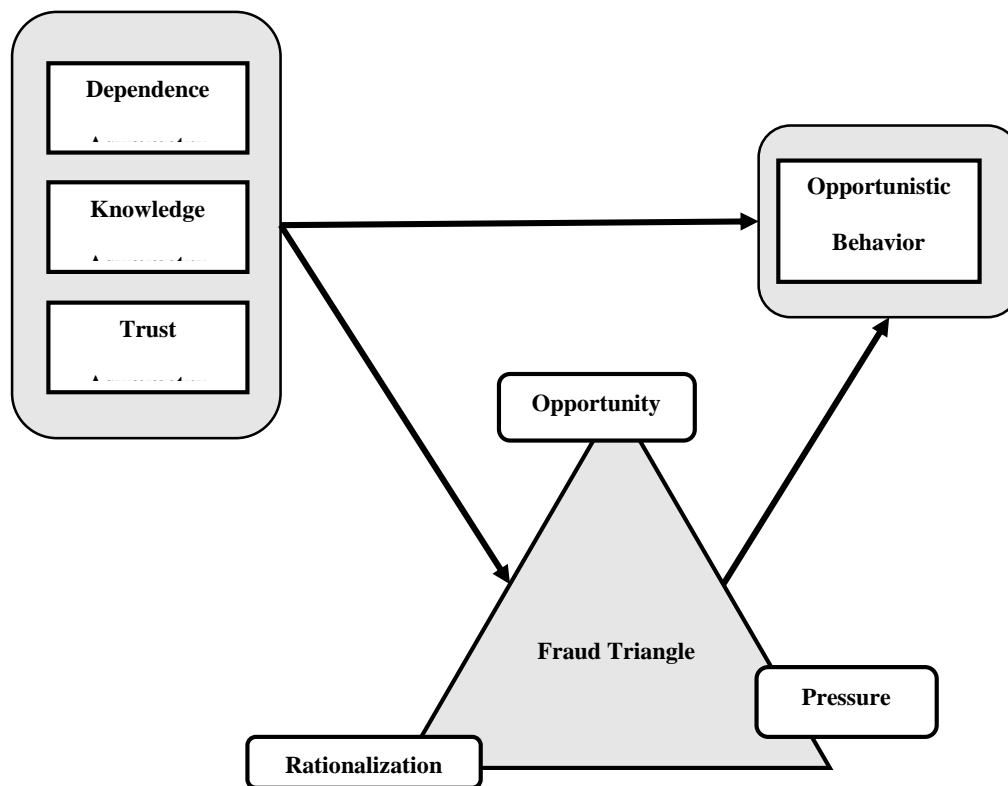 Dependence
Knowledge
Trust
Opportunistic
Behavior
Opportunity
Fraud Triangle
Pressure
Rationalization